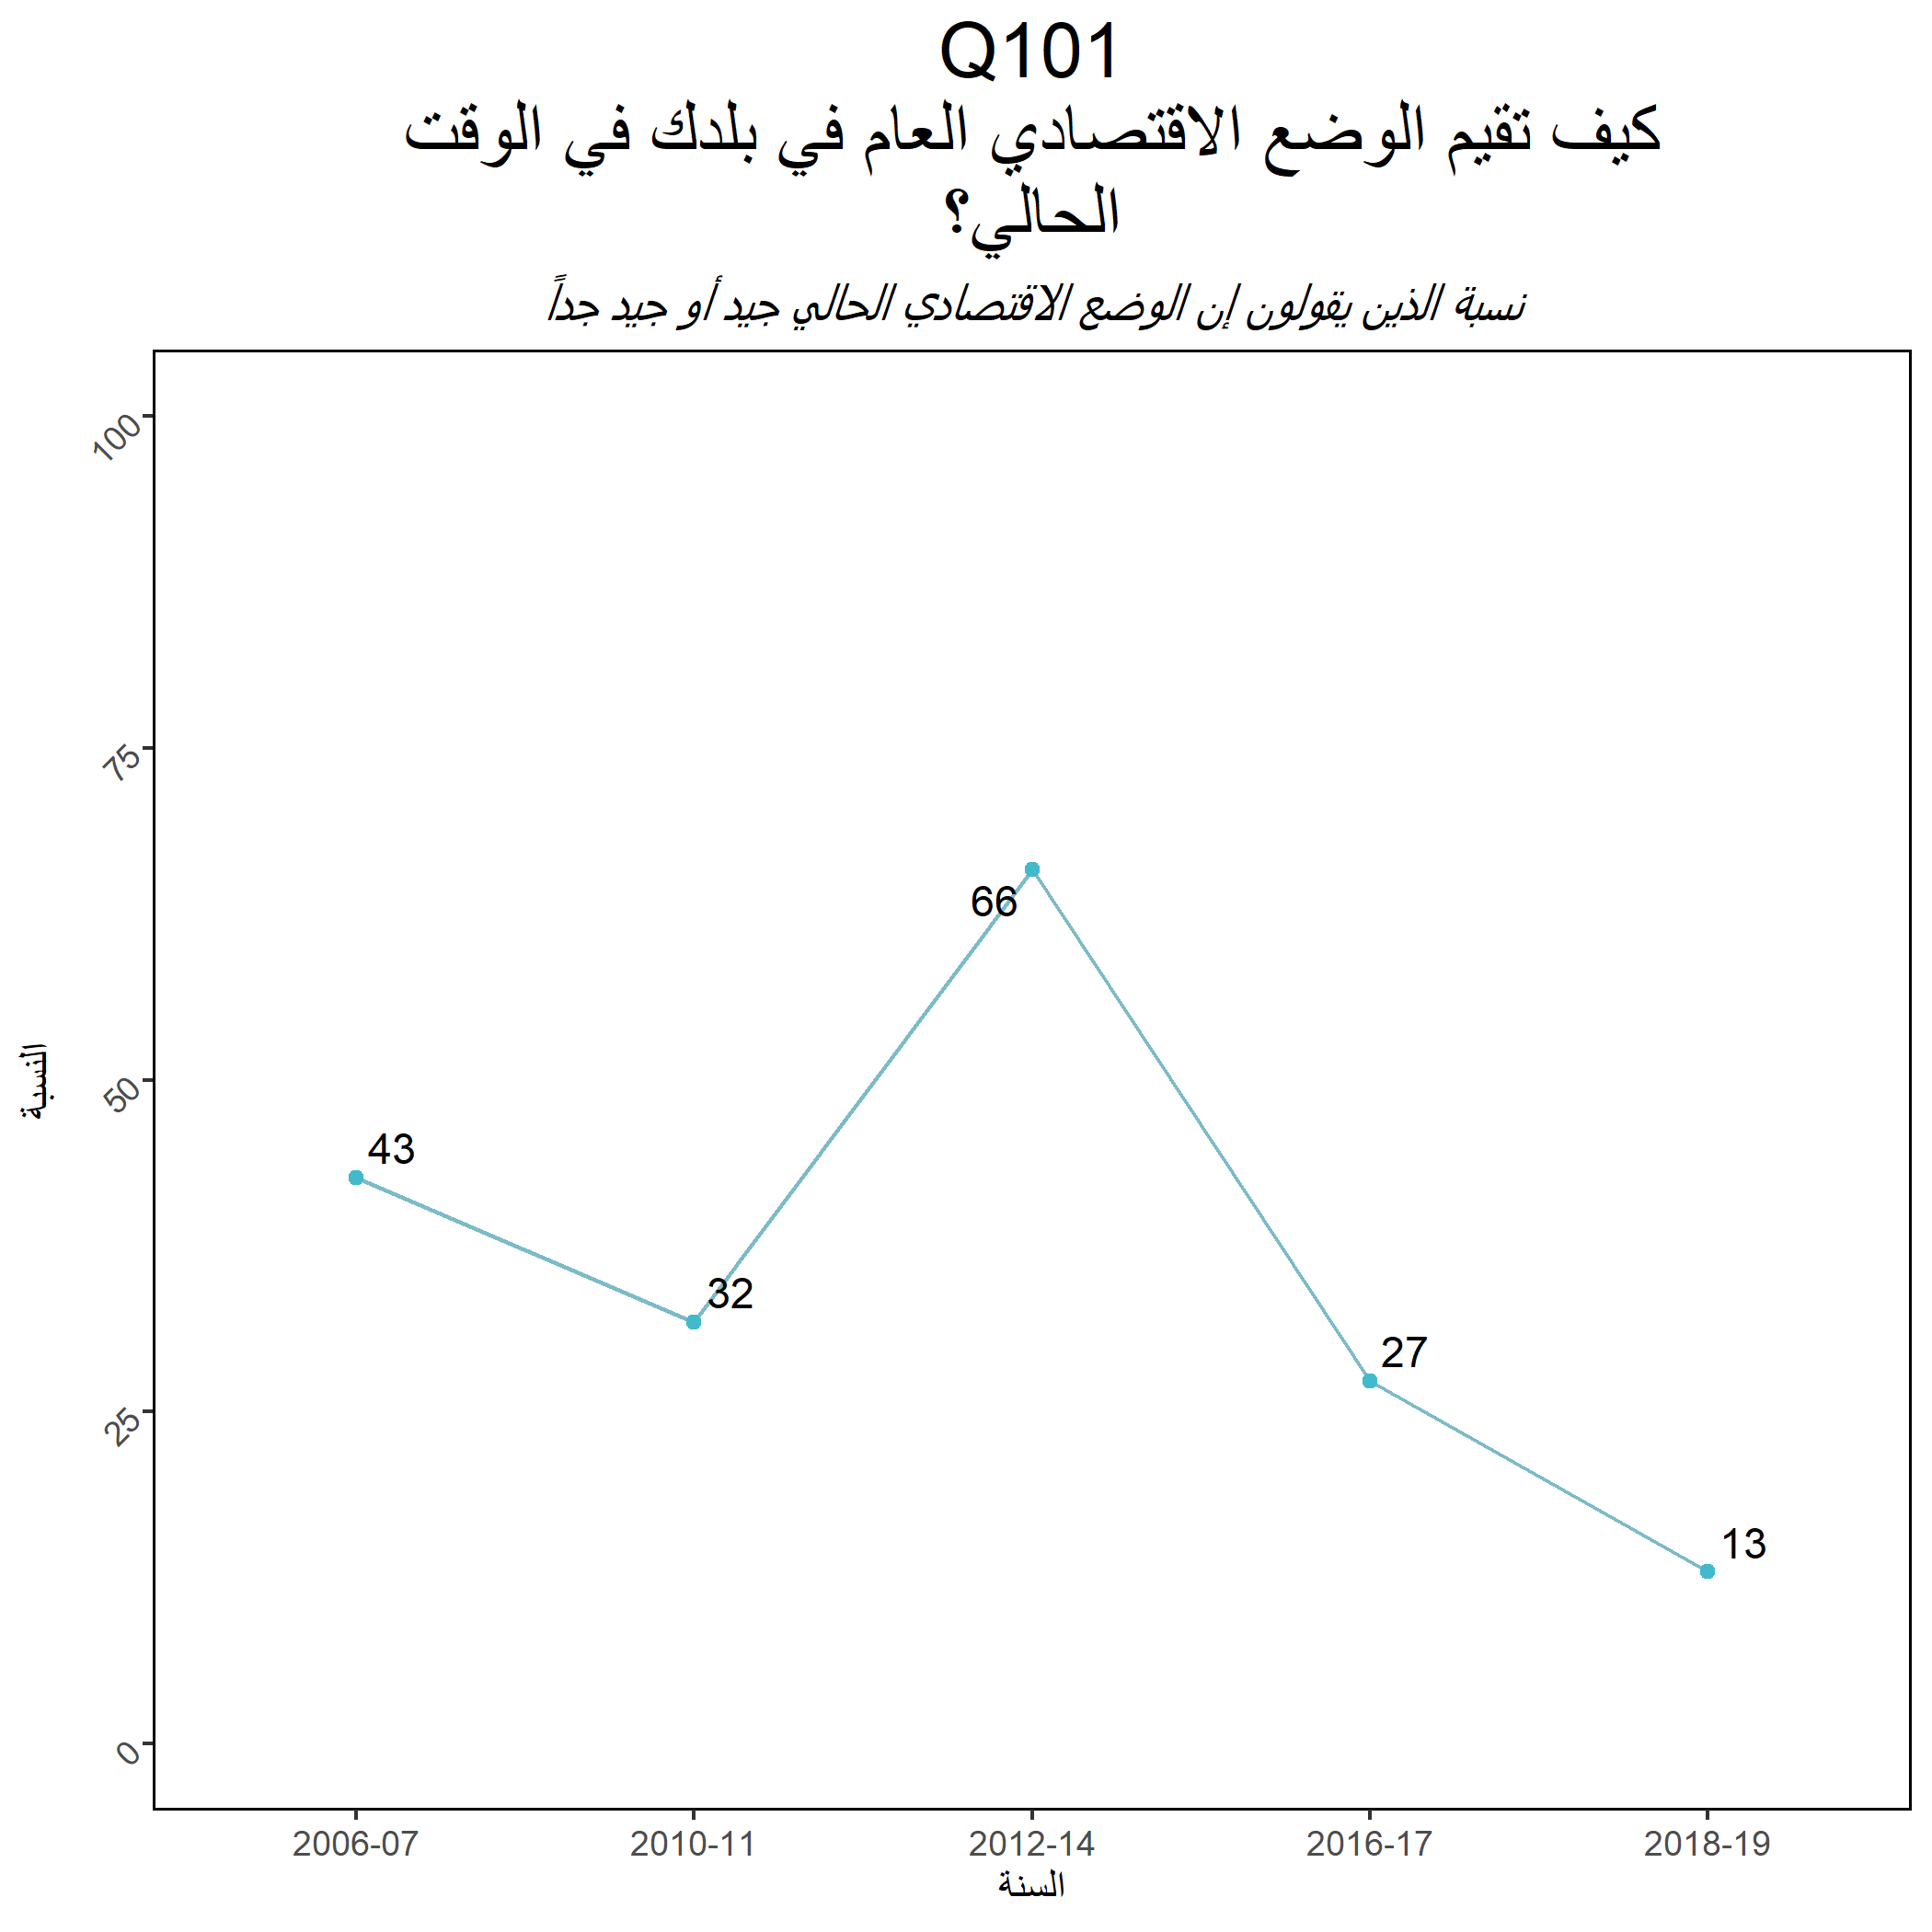 Q101
كيف تقيم الوضع الاقتصادي العام في بلدك في الوقت
الحالي؟
نسبة الذين يقولون إن الوضع الاقتصادي الحالي جيد أو جيد جداً
100
75
50
25
0
النسبة
43
32
66
27
13
2006-07
2010-11
2012-14
2016-17
2018-19
السنة